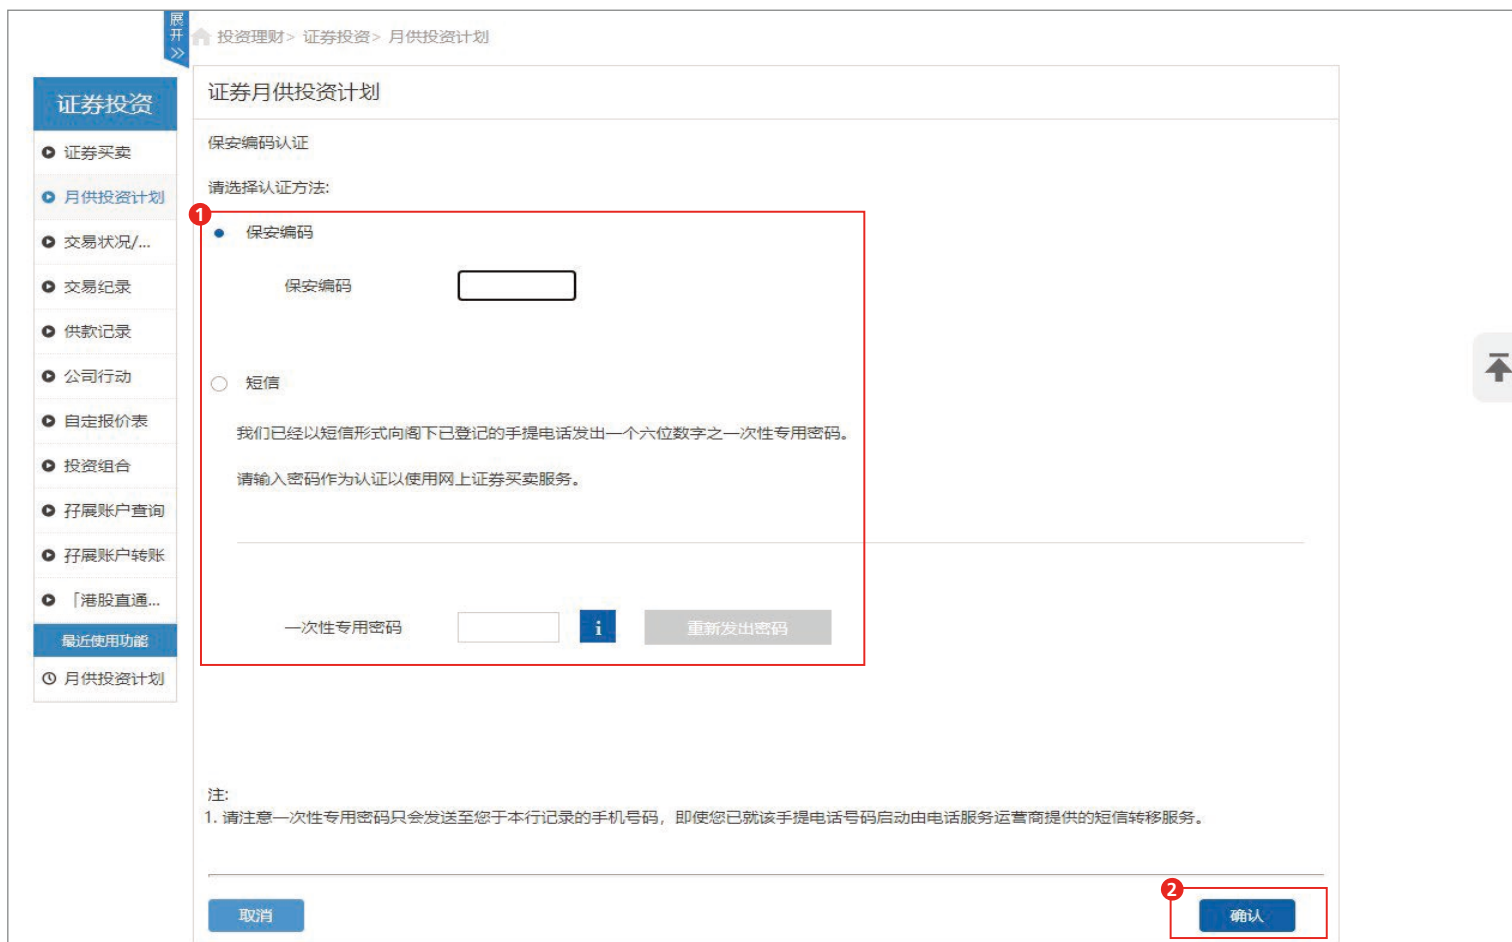 展开
投资理财> 证券投资> 月供投资计划
证券投资
证券买卖
月供投资计划
交易状况/...
交易纪录
供款记录
公司行动
自定报价表
投资组合
孖展账户查询
孖展账户转账
「港股直通...
最近使用功能
月供投资计划
证券月供投资计划
保安编码认证
请选择认证方法:
1
保安编码
保安编码
短信
我们已经以短信形式向阁下已登记的手提电话发出一个六位数字之一次性专用密码。
请输入密码作为认证以使用网上证券买卖服务。
一次性专用密码
i
重新发出密码
注:
1. 请注意一次性专用密码只会发送至您于本行记录的手机号码，即使您已就该手提电话号码启动由电话服务运营商提供的短信转移服务。
取消
2
确认